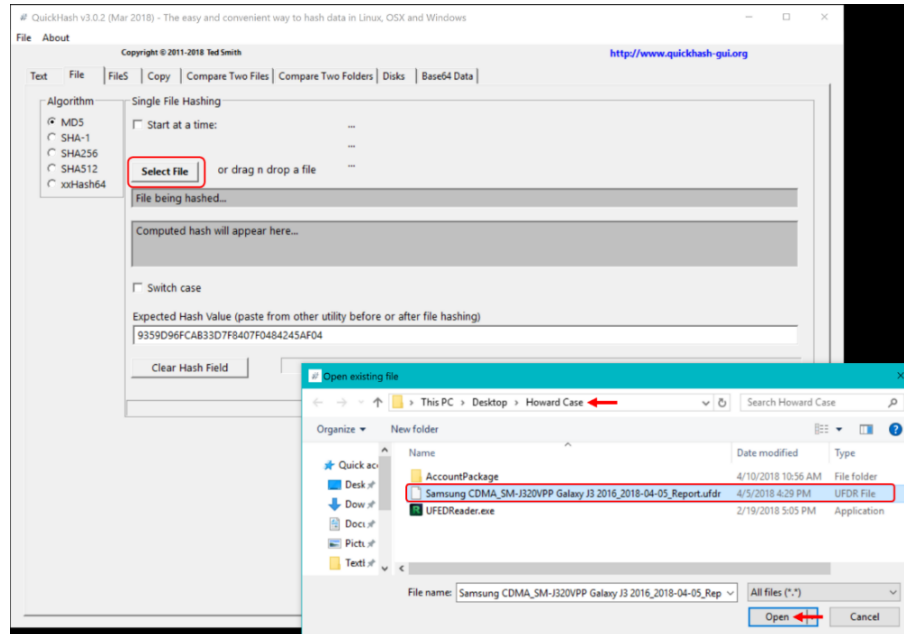 QuickHash v3.0.2 (Mar 2018) - The easy and convenient way to hash data in Linux, OSX and Windows
File About
Copyright © 2011-2018 Ted Smith http://www.quickhash-gui.org
Text File FileS Copy Compare Two Files Compare Two Folders Disks Base64 Data
Algorithm
MD5
SHA-1
SHA256
SHA512
xxHash64
Single File Hashing
Start at a time: ...
...
Select File or drag n drop a file ...
File being hashed...
Computed hash will appear here...
Switch case
Expected Hash Value (paste from other utility before or after file hashing)
9359D96FCAB33D7F8407F0484245AF04
Clear Hash Field
Open existing file
This PC > Desktop > Howard Case Search Howard Case
Organize New folder
Name Date modified Type
Quick acc
Desk
Dow
Docu
Pictu
Textl
AccountPackage 4/10/2018 10:56 AM File folder
Samsung CDMA_SM-J320VPP Galaxy J3 2016_2018-04-05_Report.ufdr 4/5/2018 4:29 PM UFDR File
UFEDReader.exe 2/19/2018 5:05 PM Application
File name: Samsung CDMA_SM-J320VPP Galaxy J3 2016_2018-04-05_Rep All files (*.*)
Open Cancel